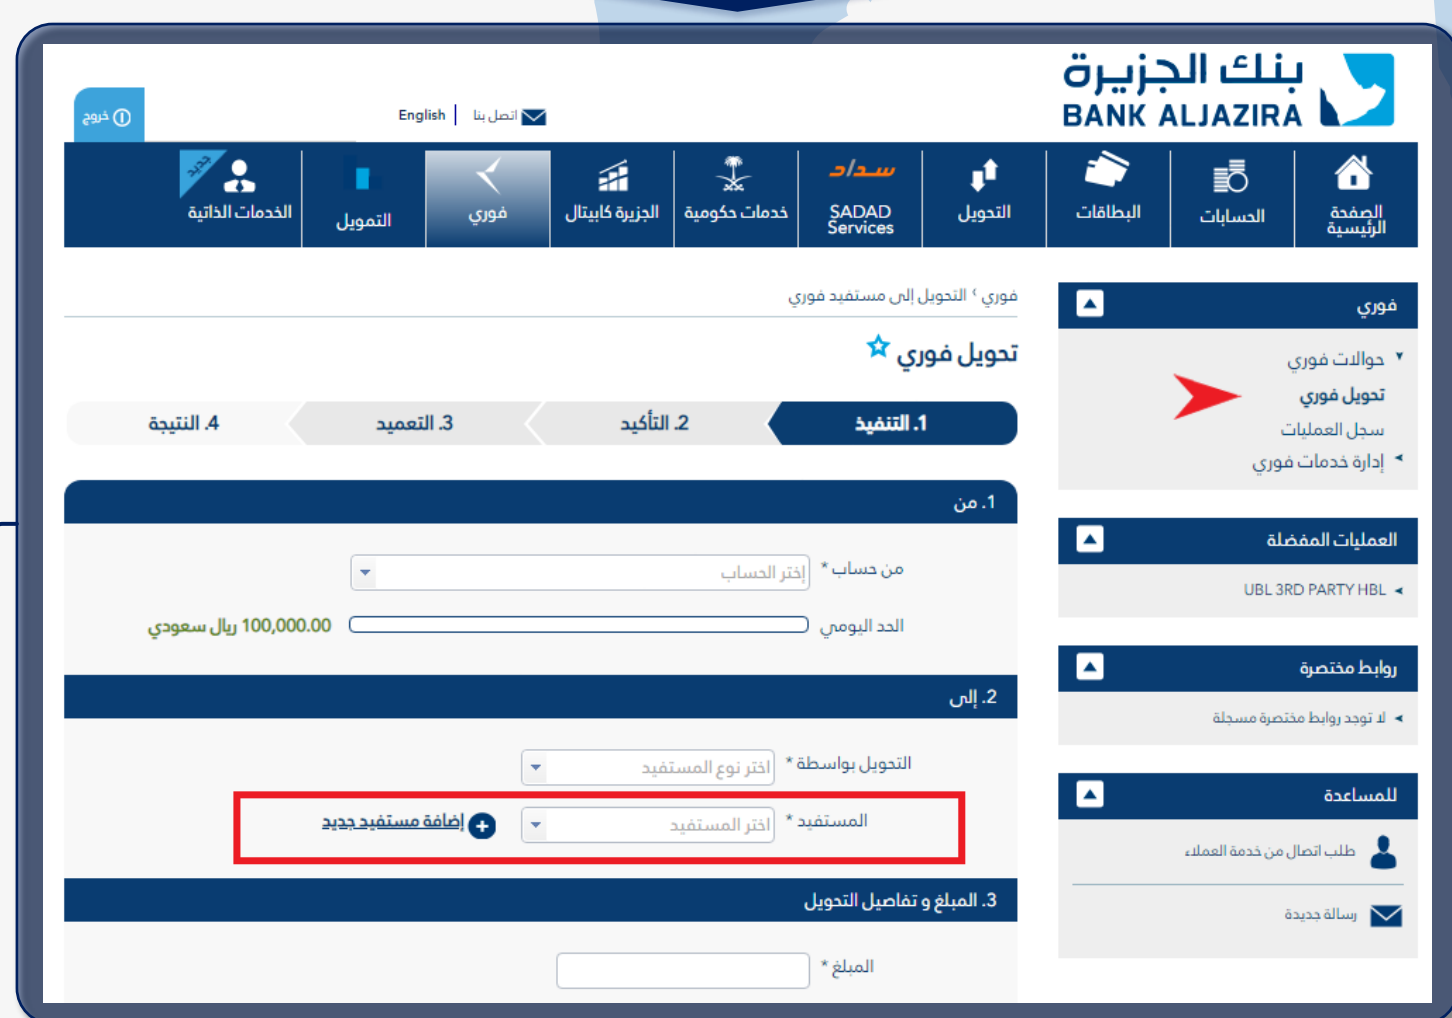 بنك الجزيرة
BANK ALJAZIRA
اتصل بنا | English
خروج
الصفحة الرئيسية
الحسابات
البطاقات
التحويل
سداد
SADAD Services
خدمات حكومية
الجزيرة كابيتال
فوري
التمويل
جديد
الخدمات الذاتية
فوري
حوالات فوري
تحويل فوري
سجل العمليات
إدارة خدمات فوري
العمليات المفضلة
UBL 3RD PARTY HBL
روابط مختصرة
لا توجد روابط مختصرة مسجلة
للمساعدة
طلب اتصال من خدمة العملاء
رسالة جديدة
فوري › التحويل إلى مستفيد فوري
تحويل فوري
1. التنفيذ
2. التأكيد
3. التعميد
4. النتيجة
1. من
من حساب * إختر الحساب
الحد اليومي 100,000.00 ريال سعودي
2. إلى
التحويل بواسطة * اختر نوع المستفيد
المستفيد * اختر المستفيد + إضافة مستفيد جديد
3. المبلغ و تفاصيل التحويل
المبلغ *